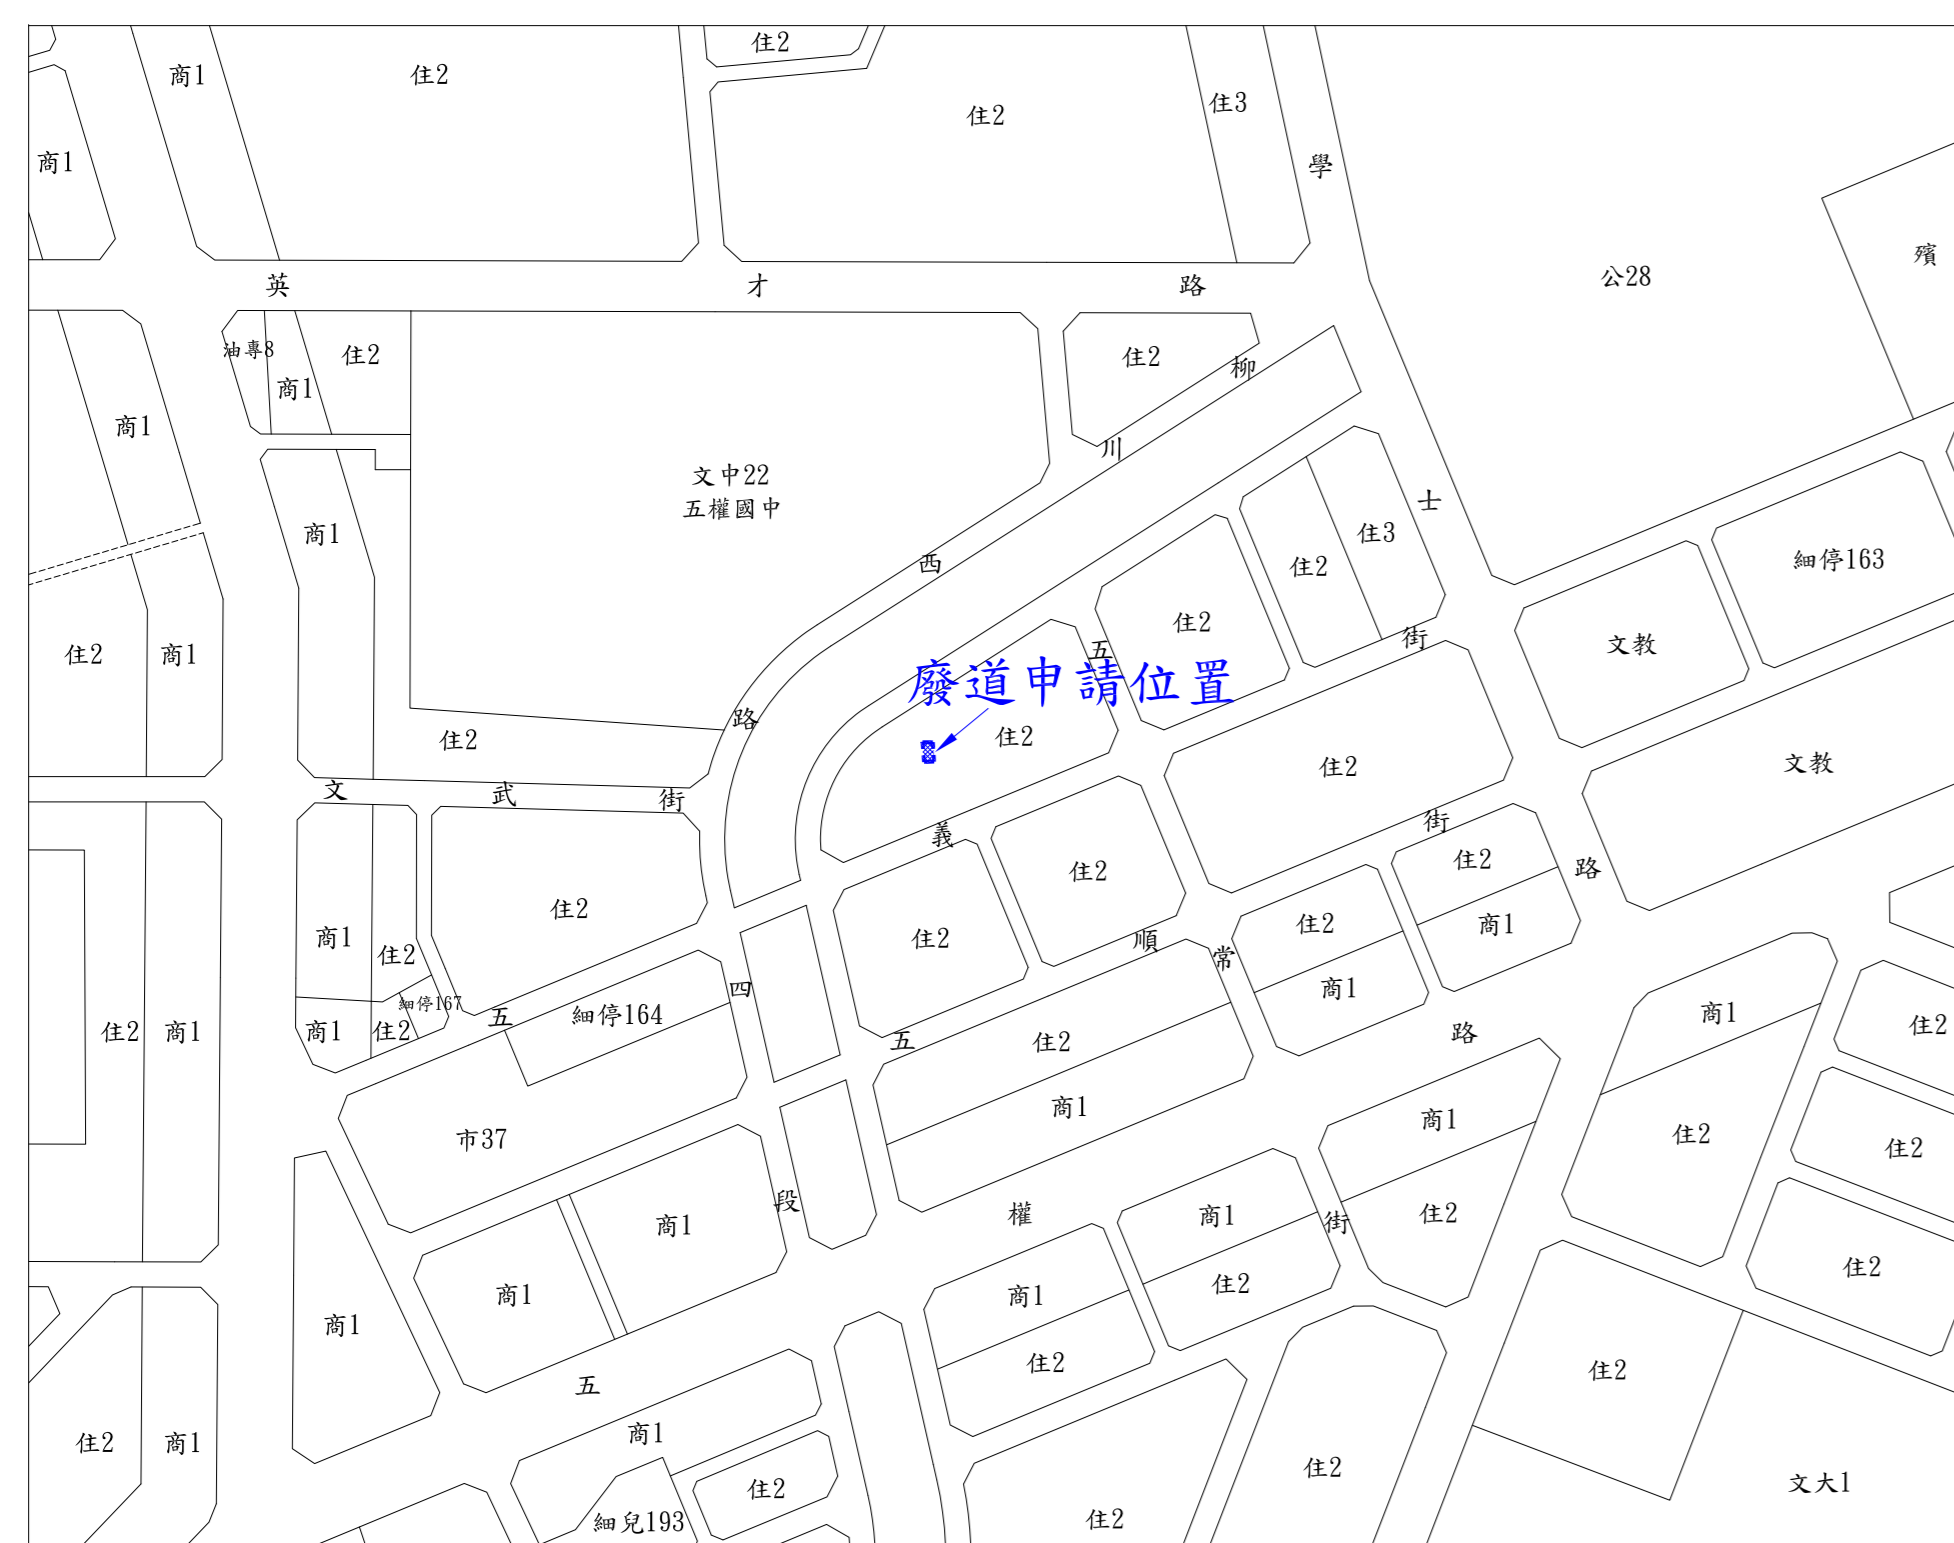 住2
商1
住2
住3
住2
商1
學
殯
公28
英
才
路
油專8
住2
住2
柳
商1
商1
川
文中22
士
五權國中
商1
住3
細停163
西
住2
住2
街
文教
五
住2
商1
廢道申請位置
路
住2
住2
住2
文教
文
武
街
街
義
住2
路
住2
住2
住2
商1
商1
住2
住2
順
常
住2
四
商1
細停167
商1
五
細停164
住2
商1
商1
住2
住2
路
住2
五
住2
商1
商1
市37
住2
住2
段
商1
權
商1
街
住2
住2
商1
商1
住2
商1
住2
五
住2
住2
商1
住2
商1
住2
住2
文大1
細兒193
住2